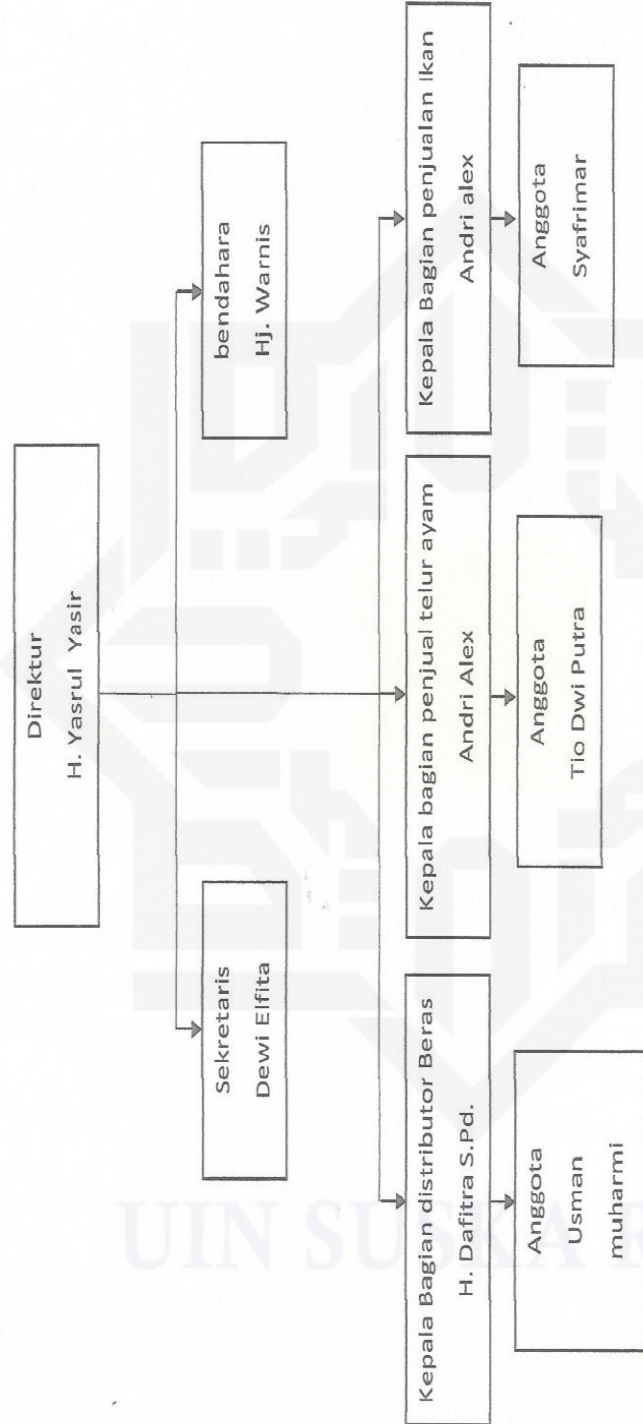 Direktur
H. Yasrul Yasir
Sekretaris
Dewi Elfita
bendahara
Hj. Warnis
Kepala Bagian distributor Beras
H. Dafitra S.Pd.
Kepala bagian penjual telur ayam
Andri Alex
Kepala Bagian penjualan Ikan
Andri alex
Anggota
Usman
muharmi
Anggota
Tio Dwi Putra
Anggota
Syafrimar
UIN SUSKA R